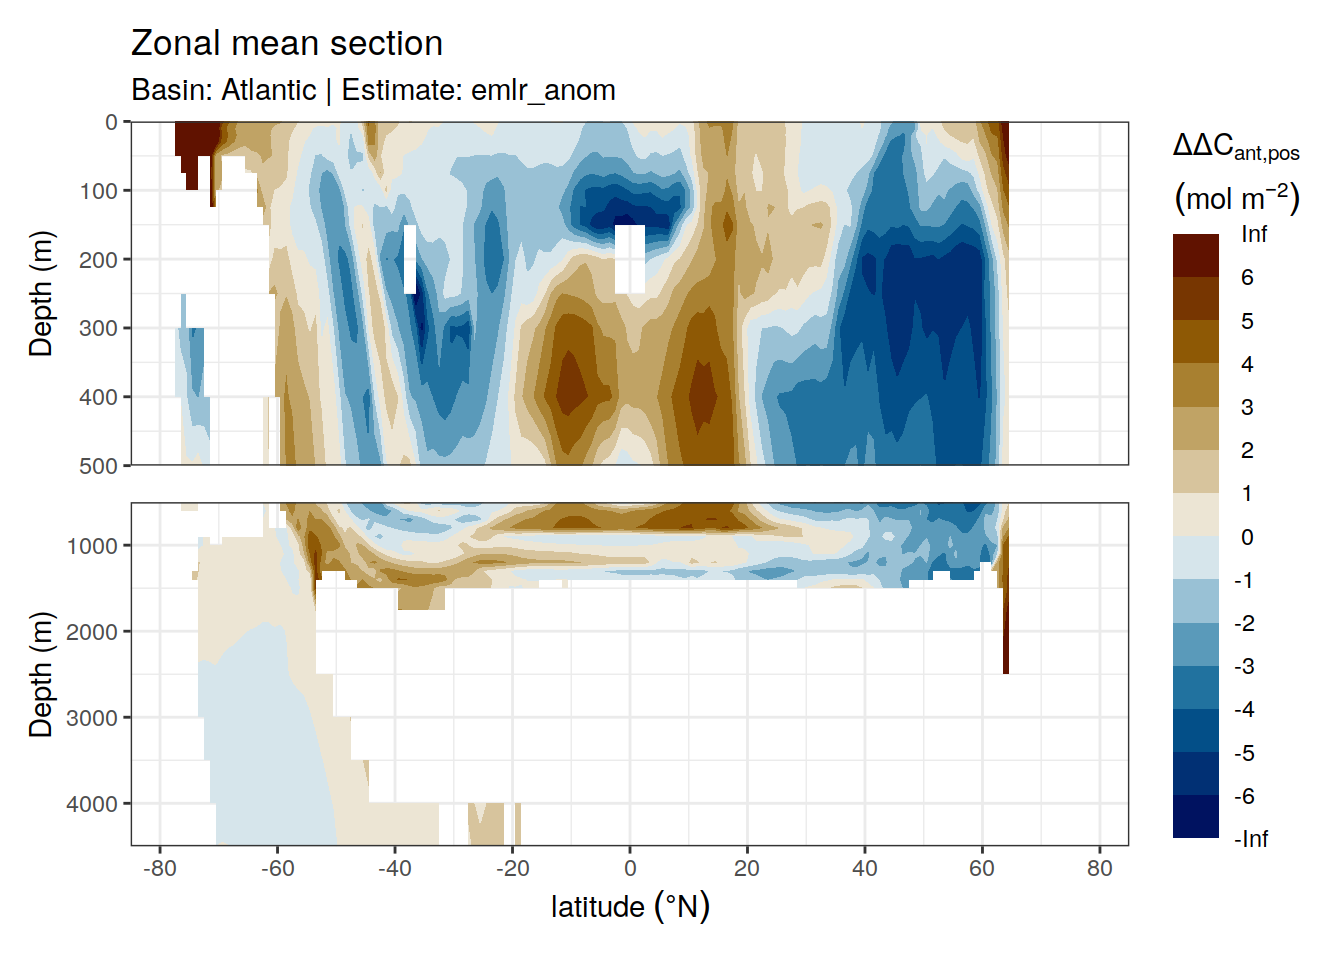 Zonal mean section
Basin: Atlantic | Estimate: emlr_anom
0
100
200
300
400
500
Depth (m)
1000
2000
3000
4000
Depth (m)
-80 -60 -40 -20 0 20 40 60 80
latitude (°N)
ΔΔCant,pos
(mol m−2)
Inf
6
5
4
3
2
1
0
-1
-2
-3
-4
-5
-6
-Inf